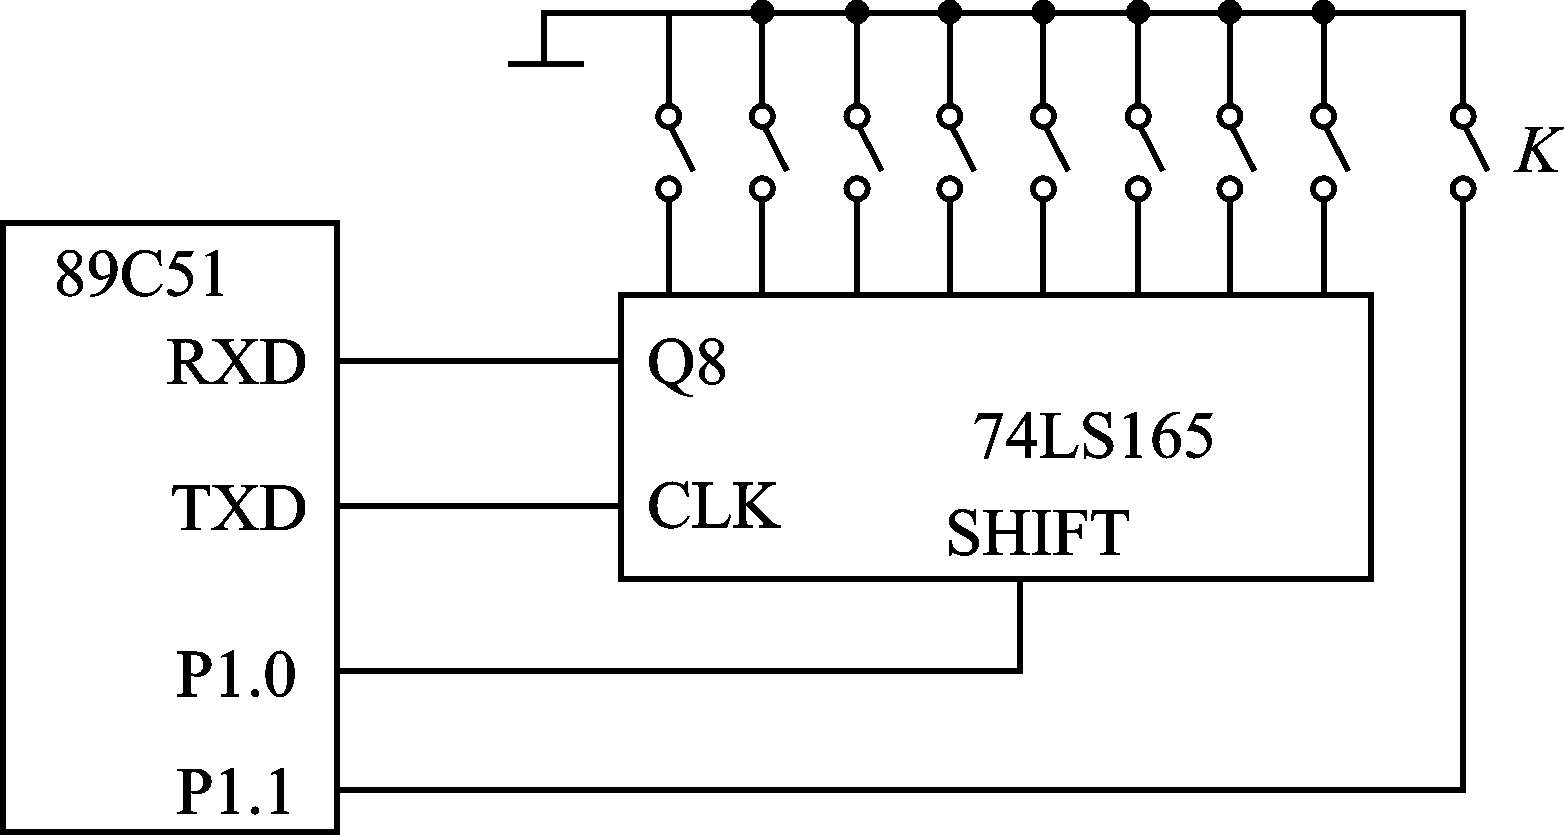 K
89C51
RXD
Q8
74LS165
TXD
CLK
SHIFT
P1.0
P1.1